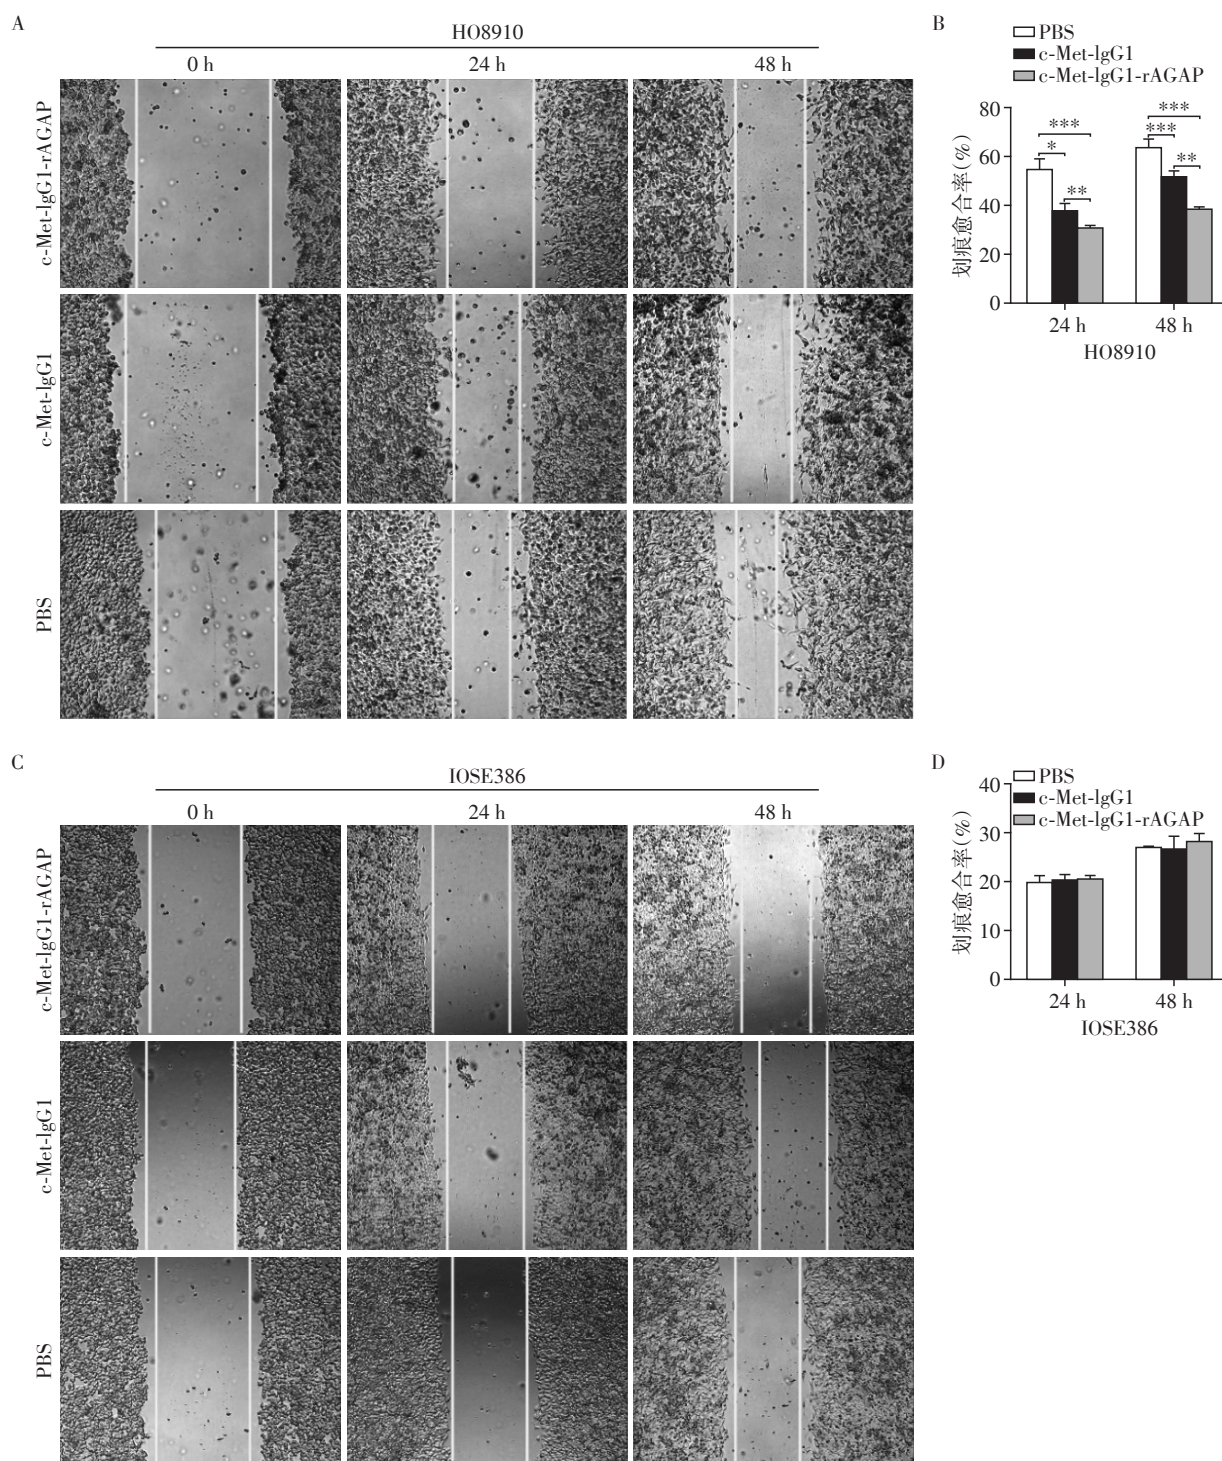 A
HO8910
0 h
24 h
48 h
c-Met-lgG1-rAGAP
c-Met-lgG1
PBS
B
PBS
c-Met-lgG1
c-Met-lgG1-rAGAP
划痕愈合率(%)
80
60
40
20
0
***
*
**
***
***
**
24 h
48 h
HO8910
C
IOSE386
0 h
24 h
48 h
c-Met-lgG1-rAGAP
c-Met-lgG1
PBS
D
PBS
c-Met-lgG1
c-Met-lgG1-rAGAP
划痕愈合率(%)
40
30
20
10
0
24 h
48 h
IOSE386